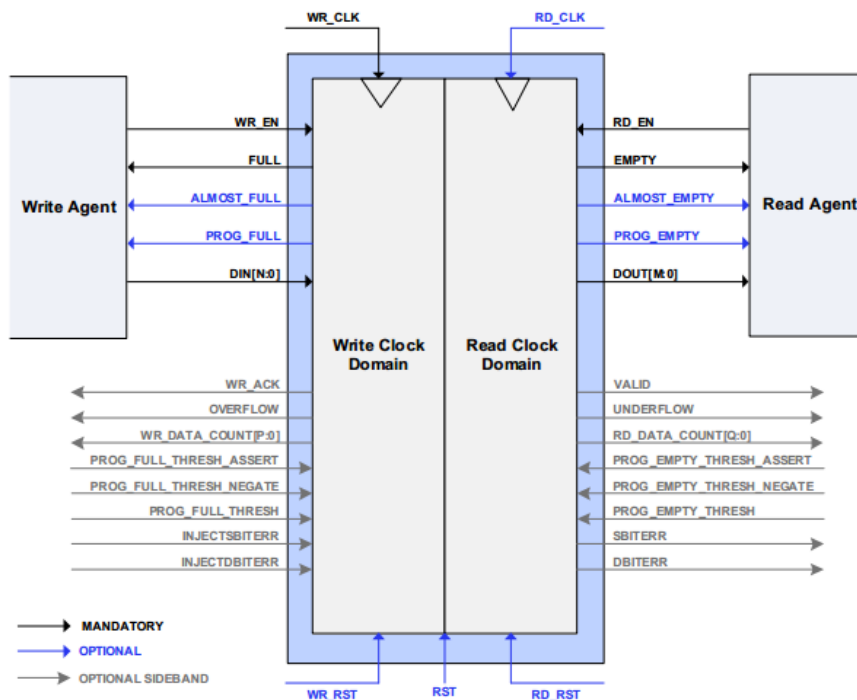 WR_CLK
RD_CLK
WR_EN
RD_EN
FULL
EMPTY
Write Agent
ALMOST_FULL
ALMOST_EMPTY
Read Agent
PROG_FULL
PROG_EMPTY
DIN[N:0]
DOUT[M:0]
Write Clock
Domain
Read Clock
Domain
WR_ACK
VALID
OVERFLOW
UNDERFLOW
WR_DATA_COUNT[P:0]
RD_DATA_COUNT[Q:0]
PROG_FULL_THRESH_ASSERT
PROG_EMPTY_THRESH_ASSERT
PROG_FULL_THRESH_NEGATE
PROG_EMPTY_THRESH_NEGATE
PROG_FULL_THRESH
PROG_EMPTY_THRESH
INJECTSBITERR
SBITERR
INJECTDBITERR
DBITERR
MANDATORY
OPTIONAL
OPTIONAL SIDEBAND
WR_RST
RST
RD_RST